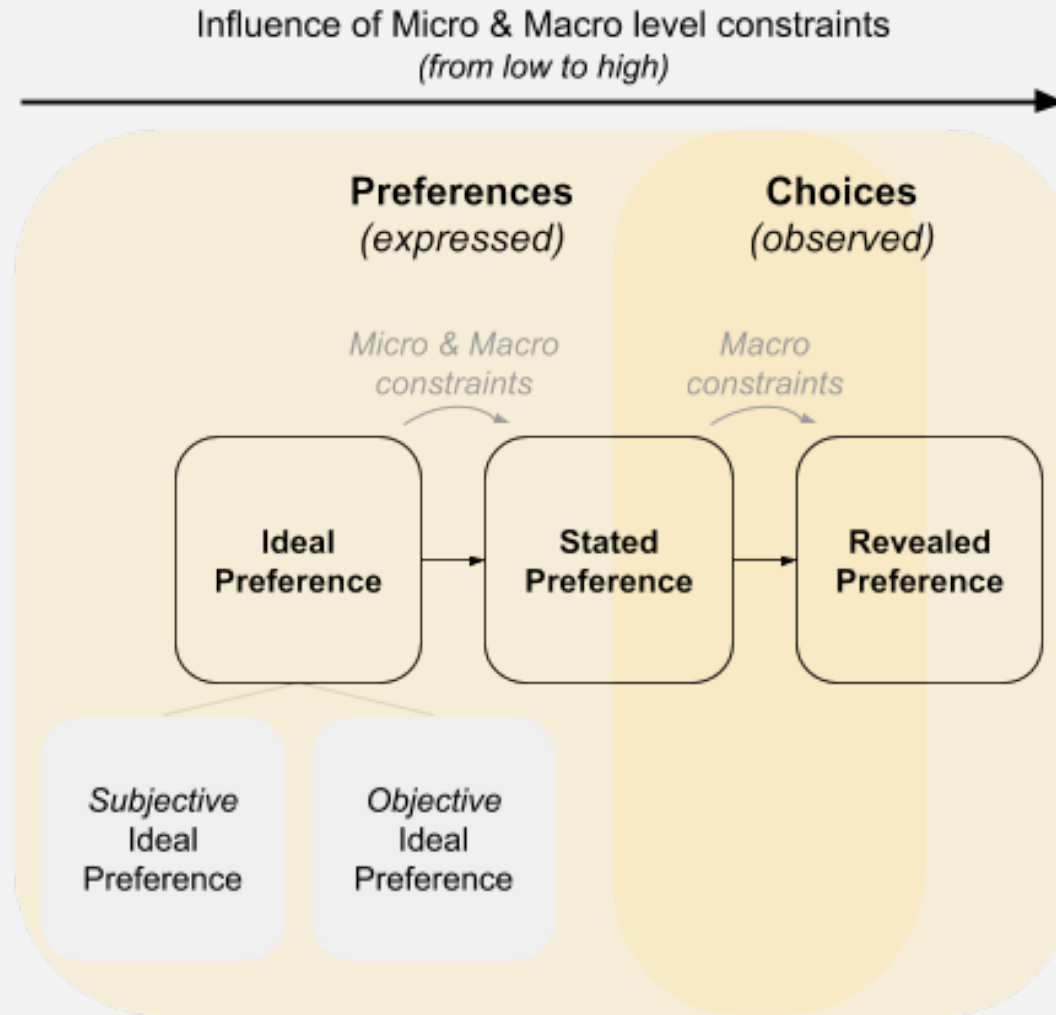 Influence of Micro & Macro level constraints
(from low to high)
Preferences
(expressed)
Choices
(observed)
Micro & Macro
constraints
Macro
constraints
Ideal
Preference
Stated
Preference
Revealed
Preference
Subjective
Ideal
Preference
Objective
Ideal
Preference